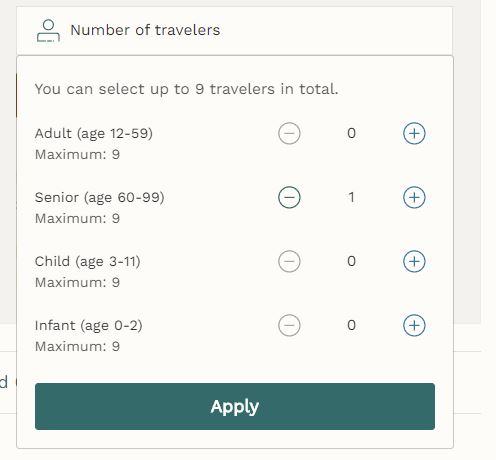 Number of travelers
You can select up to 9 travelers in total.
Adult (age 12-59) 0
Maximum: 9
Senior (age 60-99) 1
Maximum: 9
Child (age 3-11) 0
Maximum: 9
Infant (age 0-2) 0
Maximum: 9
d
Apply